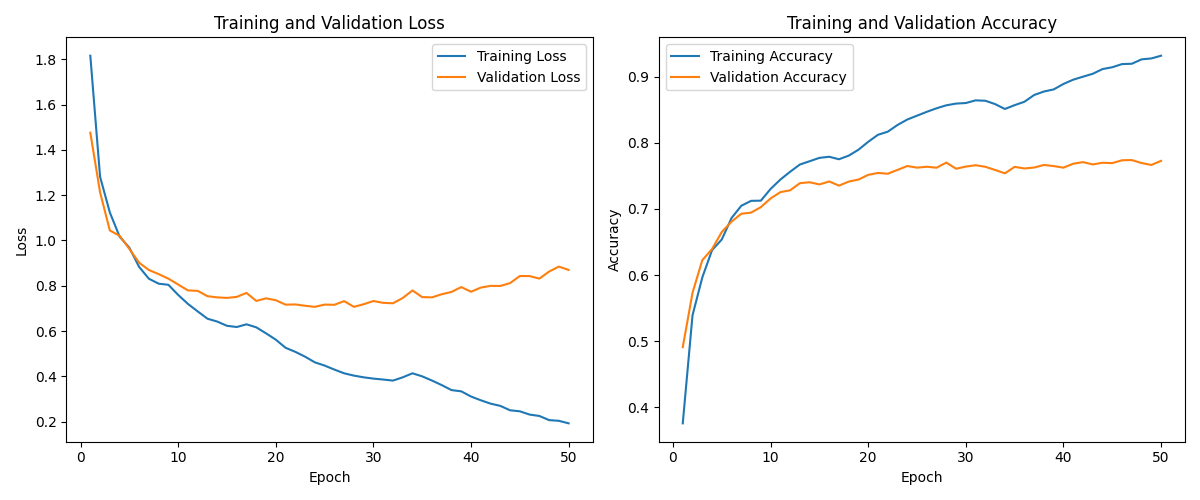 Training and Validation Loss
Training Loss
Validation Loss
1.8
1.6
1.4
1.2
1.0
0.8
0.6
0.4
0.2
Loss
0 10 20 30 40 50
Epoch
Training and Validation Accuracy
Training Accuracy
Validation Accuracy
0.9
0.8
0.7
0.6
0.5
0.4
Accuracy
0 10 20 30 40 50
Epoch